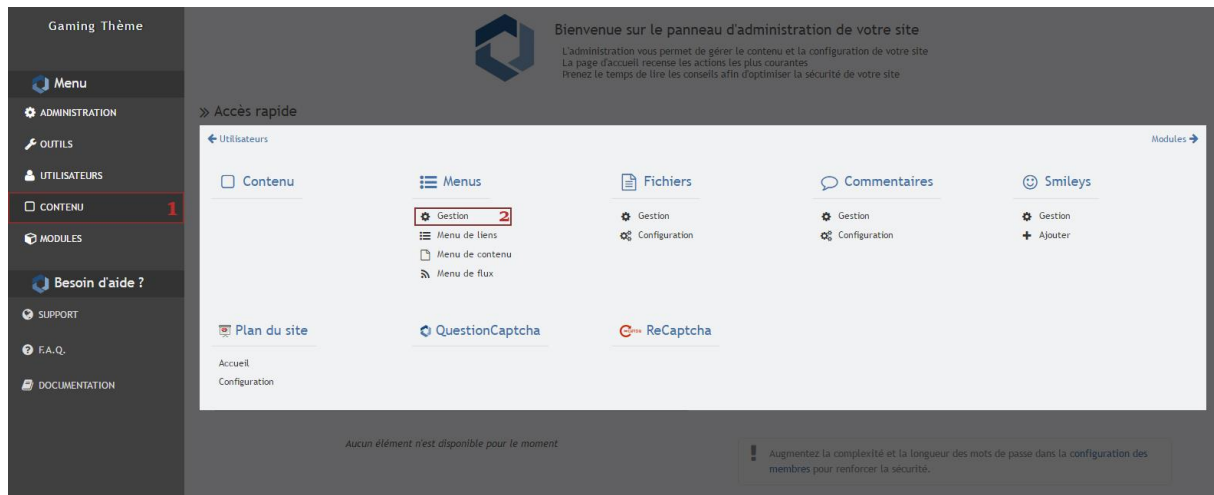 Gaming Thème
Menu
ADMINISTRATION
OUTILS
UTILISATEURS
CONTENU 1
MODULES
Besoin d'aide ?
SUPPORT
F.A.Q.
DOCUMENTATION
Bienvenue sur le panneau d'administration de votre site
L'administration vous permet de gérer le contenu et la configuration de votre site
La page d'accueil recense les actions les plus courantes
Prenez le temps de lire les conseils afin d'optimiser la sécurité de votre site
Accès rapide
Utilisateurs
Modules
Contenu
Menus
Gestion 2
Menu de liens
Menu de contenu
Menu de flux
Fichiers
Gestion
Configuration
Commentaires
Gestion
Configuration
Smileys
Gestion
Ajouter
Plan du site
Accueil
Configuration
QuestionCaptcha
ReCaptcha
Aucun élément n'est disponible pour le moment
Augmentez la complexité et la longueur des mots de passe dans la configuration des
membres pour renforcer la sécurité.